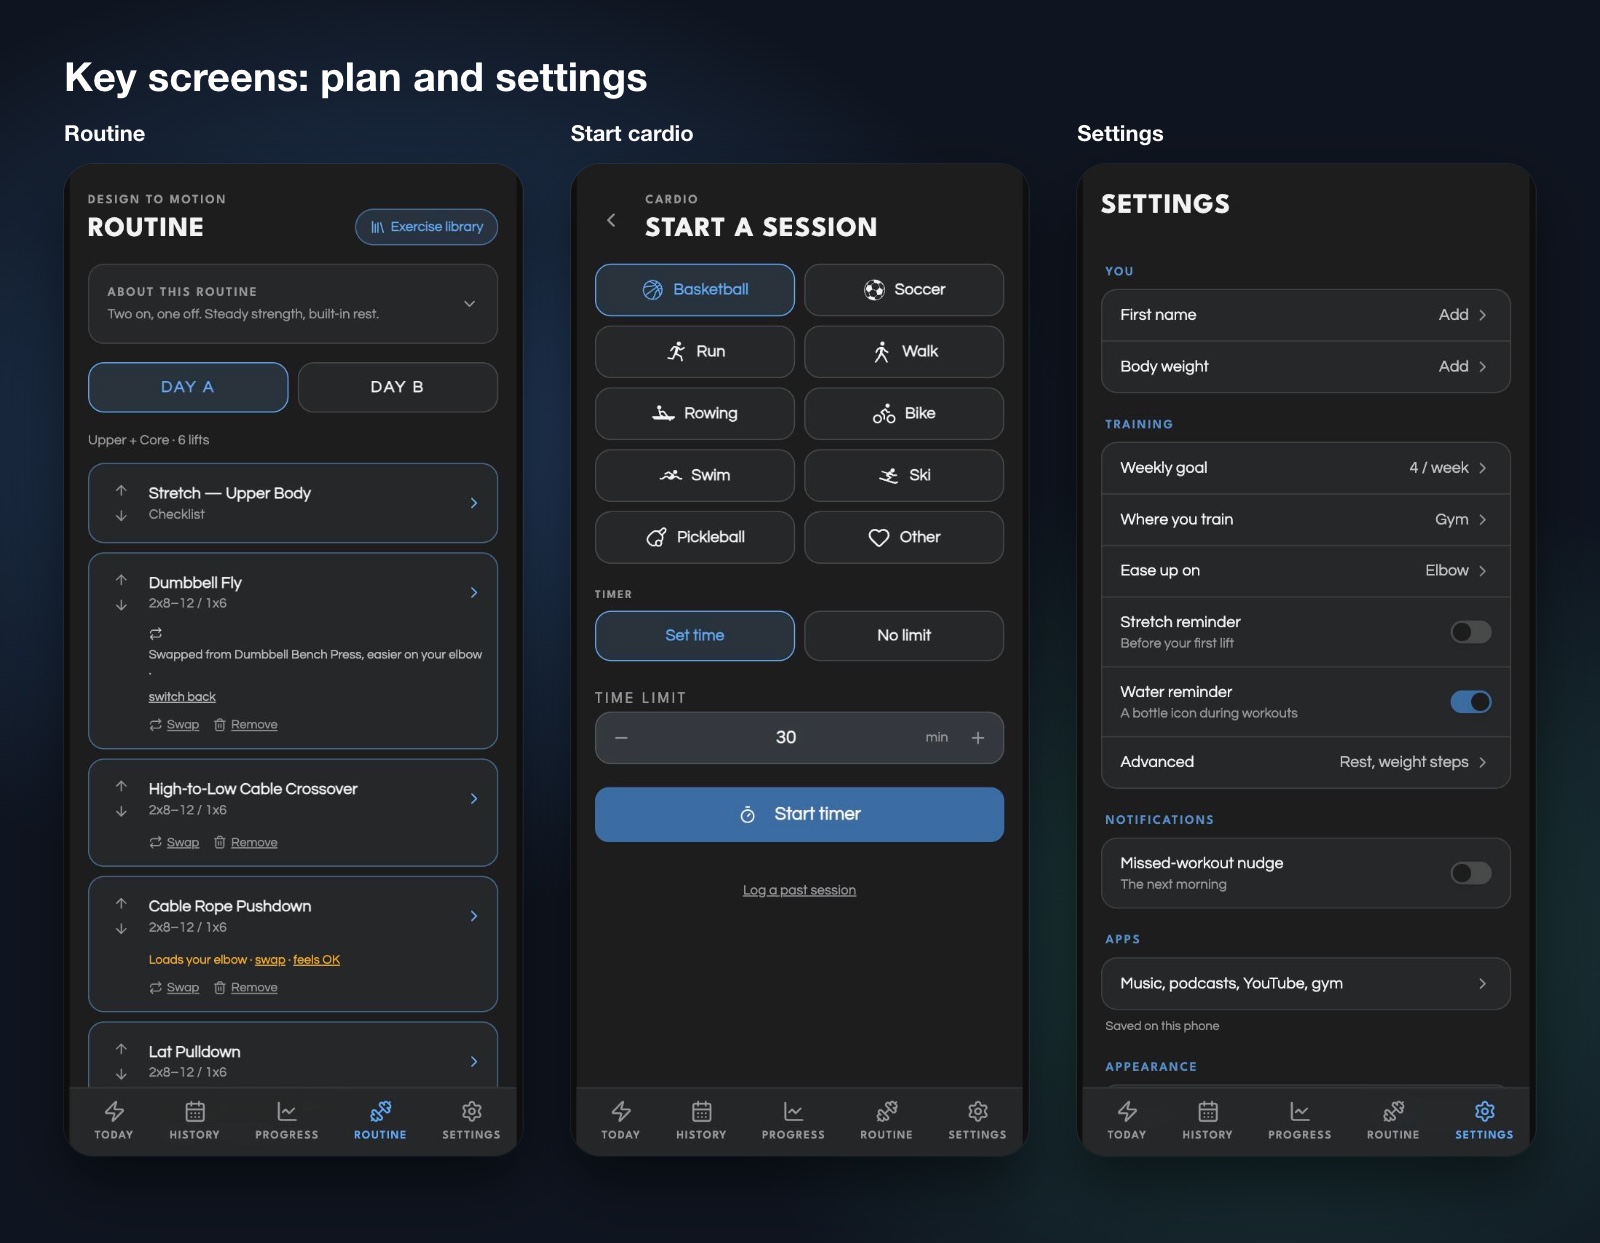 Key screens: plan and settings
Routine
DESIGN TO MOTION
ROUTINE
Exercise library
ABOUT THIS ROUTINE
Two on, one off. Steady strength, built-in rest.
DAY A
DAY B
Upper + Core · 6 lifts
Stretch — Upper Body
Checklist
Dumbbell Fly
2x8–12 / 1x6
Swapped from Dumbbell Bench Press, easier on your elbow
.
switch back
Swap Remove
High-to-Low Cable Crossover
2x8–12 / 1x6
Swap Remove
Cable Rope Pushdown
2x8–12 / 1x6
Loads your elbow · swap · feels OK
Swap Remove
Lat Pulldown
2x8–12 / 1x6
TODAY HISTORY PROGRESS ROUTINE SETTINGS
Start cardio
CARDIO
START A SESSION
Basketball
Soccer
Run
Walk
Rowing
Bike
Swim
Ski
Pickleball
Other
TIMER
Set time
No limit
TIME LIMIT
− 30 min +
Start timer
Log a past session
TODAY HISTORY PROGRESS ROUTINE SETTINGS
Settings
SETTINGS
YOU
First name Add
Body weight Add
TRAINING
Weekly goal 4 / week
Where you train Gym
Ease up on Elbow
Stretch reminder
Before your first lift
Water reminder
A bottle icon during workouts
Advanced Rest, weight steps
NOTIFICATIONS
Missed-workout nudge
The next morning
APPS
Music, podcasts, YouTube, gym
Saved on this phone
APPEARANCE
TODAY HISTORY PROGRESS ROUTINE SETTINGS